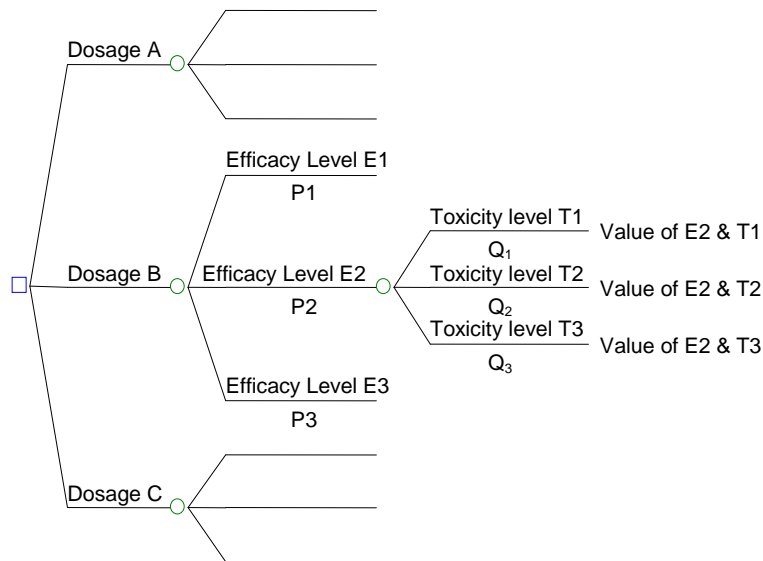 Dosage A
Efficacy Level E1
P1
Toxicity level T1
Value of E2 & T1
Q₁
Dosage B
Efficacy Level E2
Toxicity level T2
Value of E2 & T2
P2
Q₂
Toxicity level T3
Value of E2 & T3
Q₃
Efficacy Level E3
P3
Dosage C